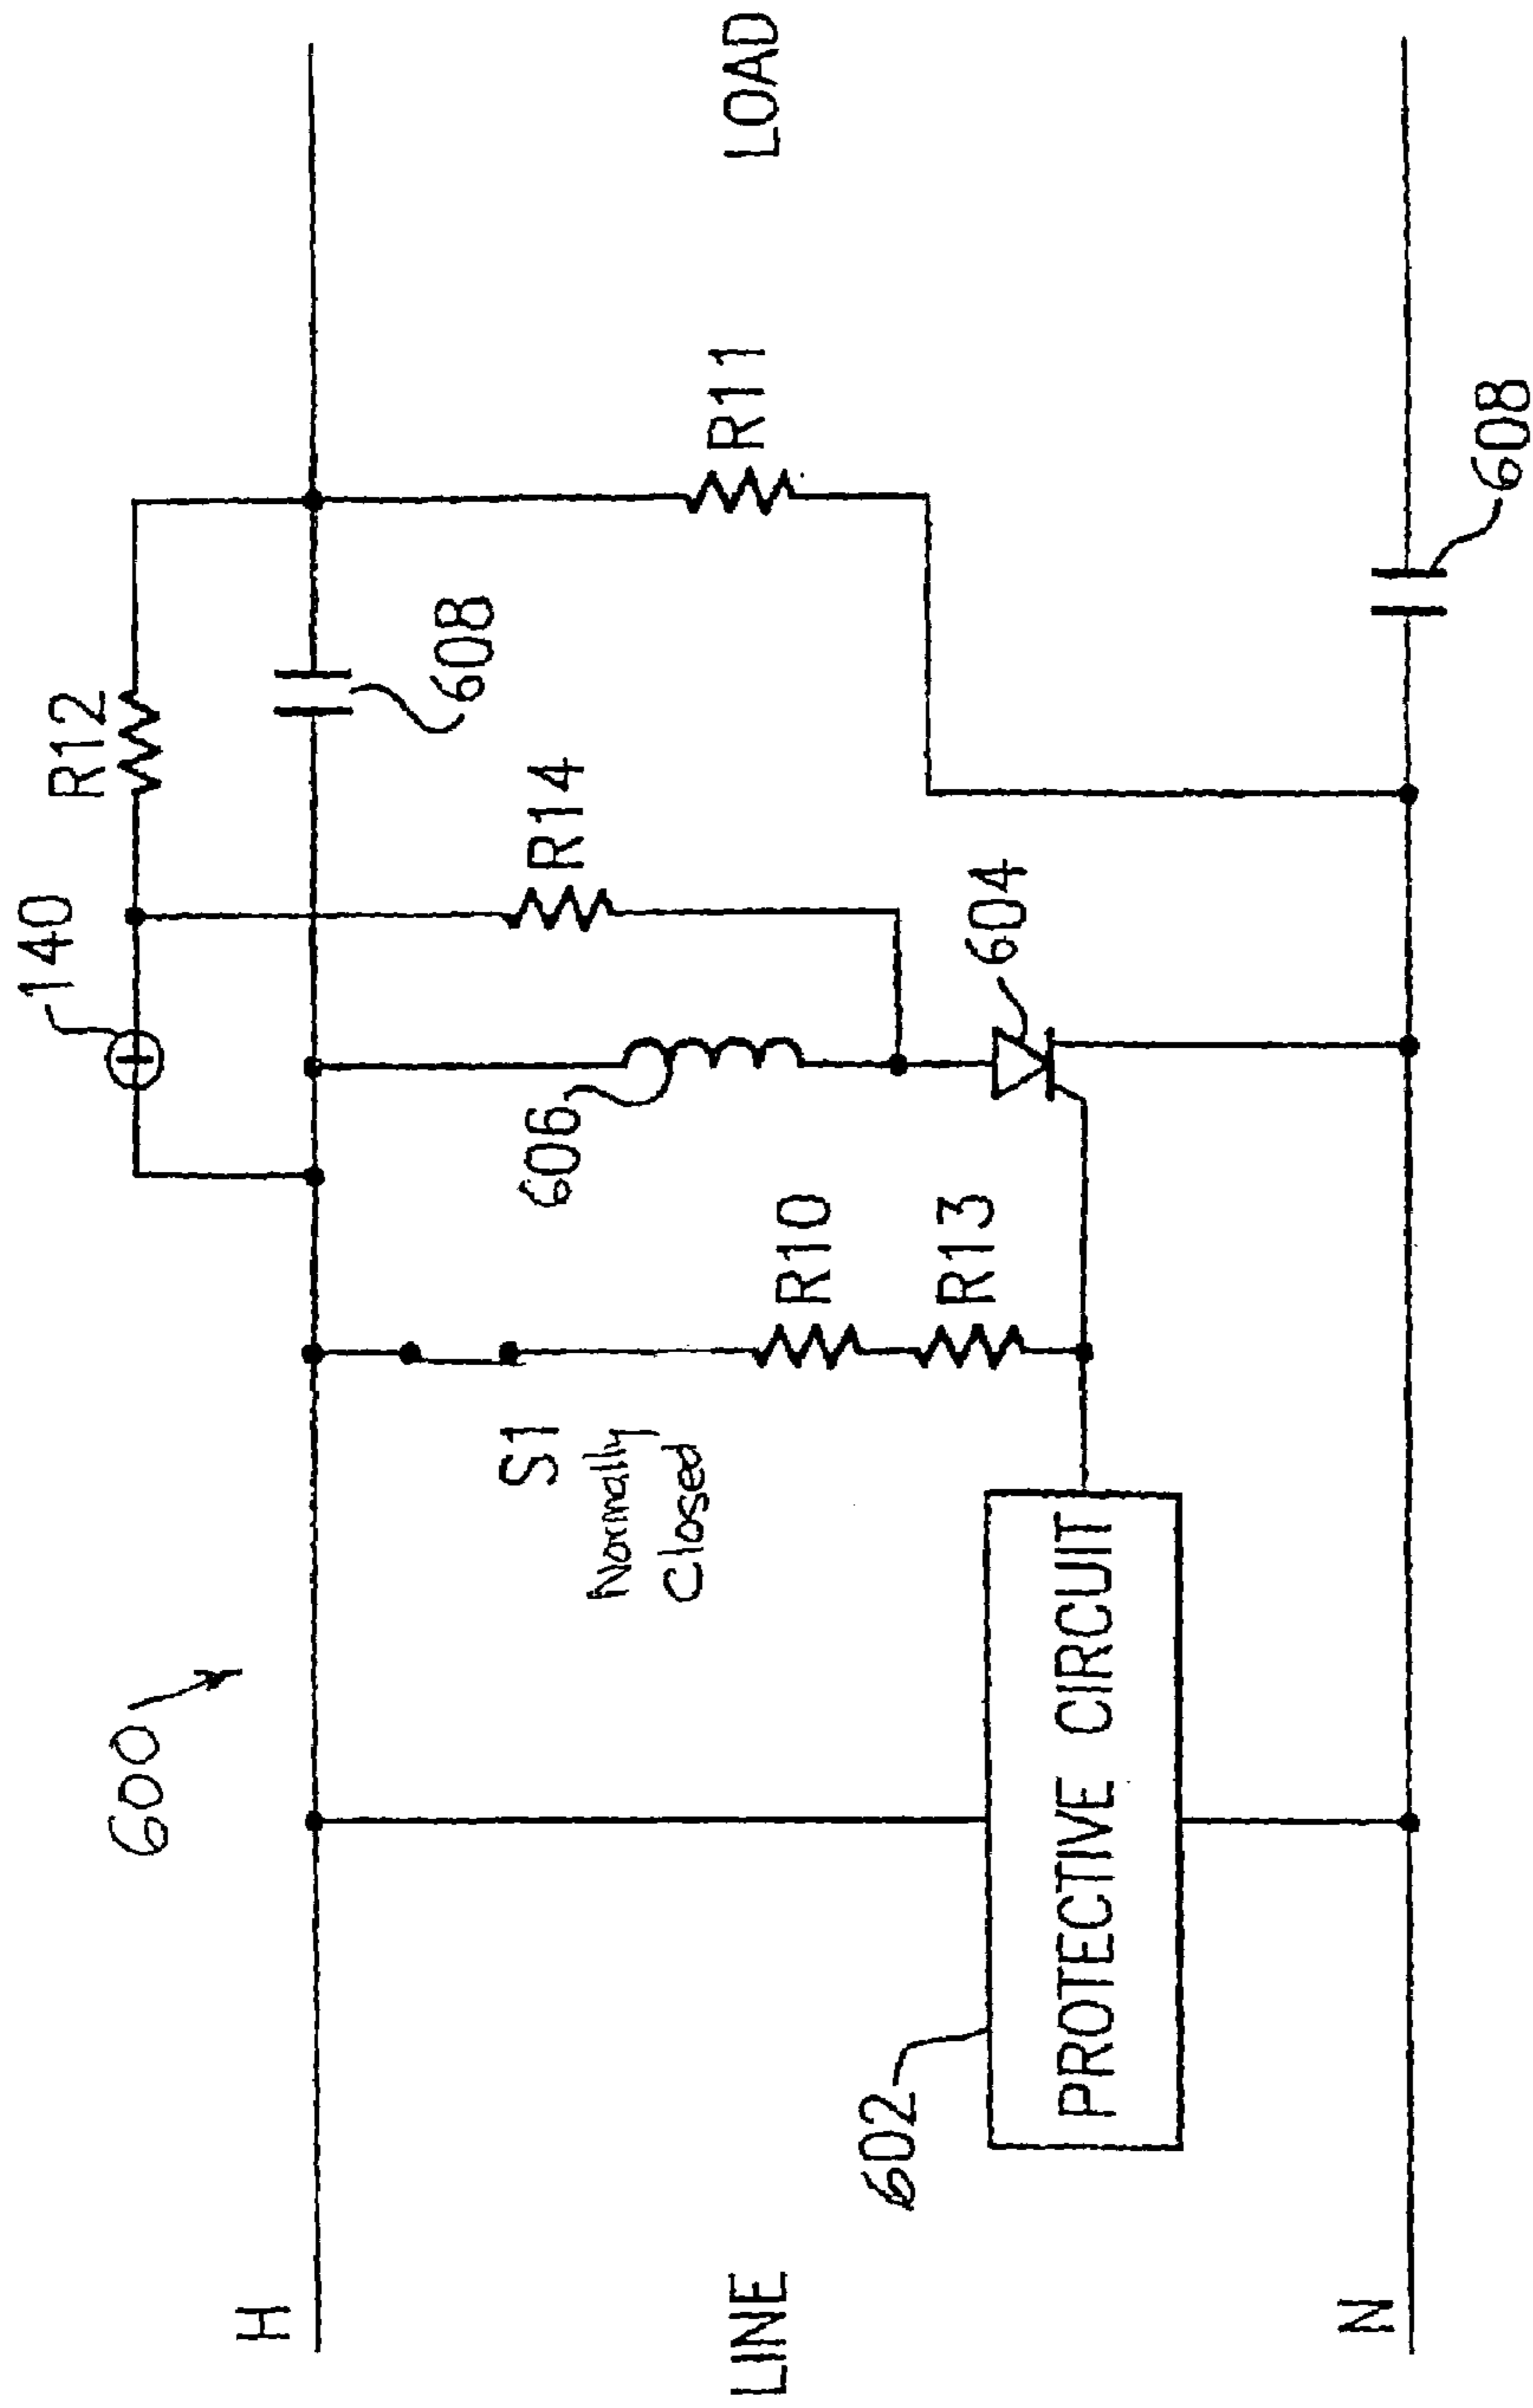 600
H
LINE
N
602
PROTECTIVE CIRCUIT
S1
Normally
Closed
R10
R13
140
606
604
R12
R14
608
R11
608
LOAD